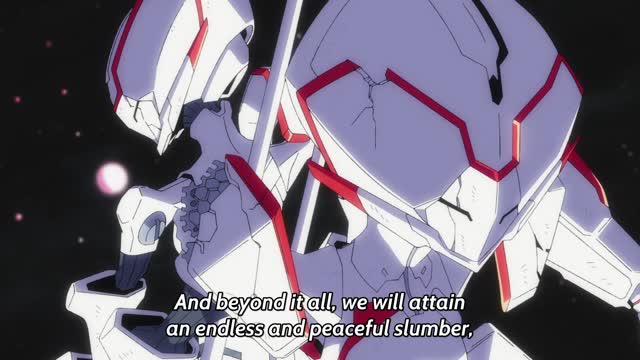 And beyond it all, we will attain
an endless and peaceful slumber,